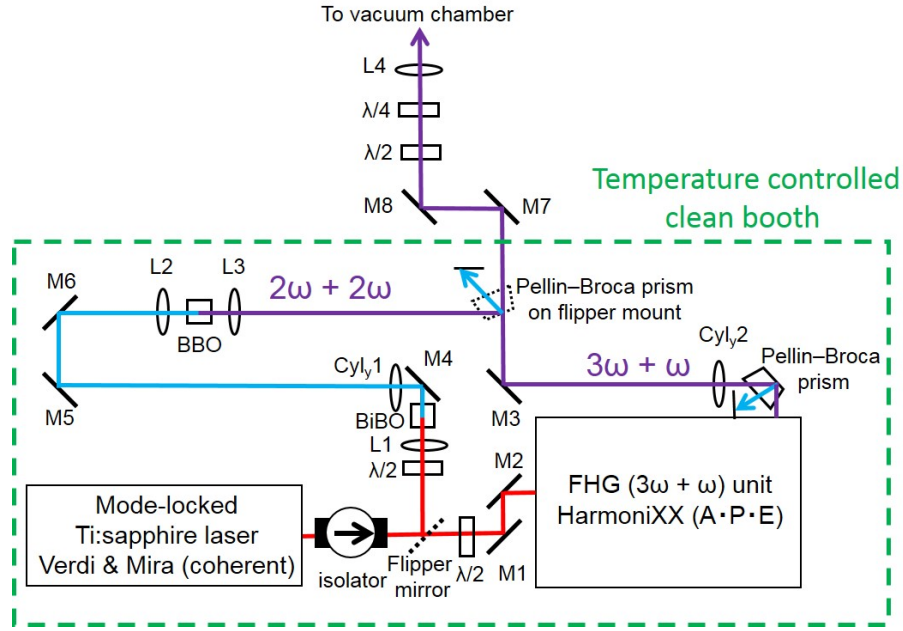 To vacuum chamber
L4
λ/4
λ/2
M8
M7
Temperature controlled
clean booth
M6
L2
L3
2ω + 2ω
Pellin–Broca prism
on flipper mount
BBO
Cyl_y2
Pellin–Broca
prism
Cyl_y1
M4
3ω + ω
M5
M3
BiBO
L1
λ/2
M2
FHG (3ω + ω) unit
HarmoniXX (A・P・E)
Mode-locked
Ti:sapphire laser
Verdi & Mira (coherent)
isolator
Flipper
mirror
λ/2
M1